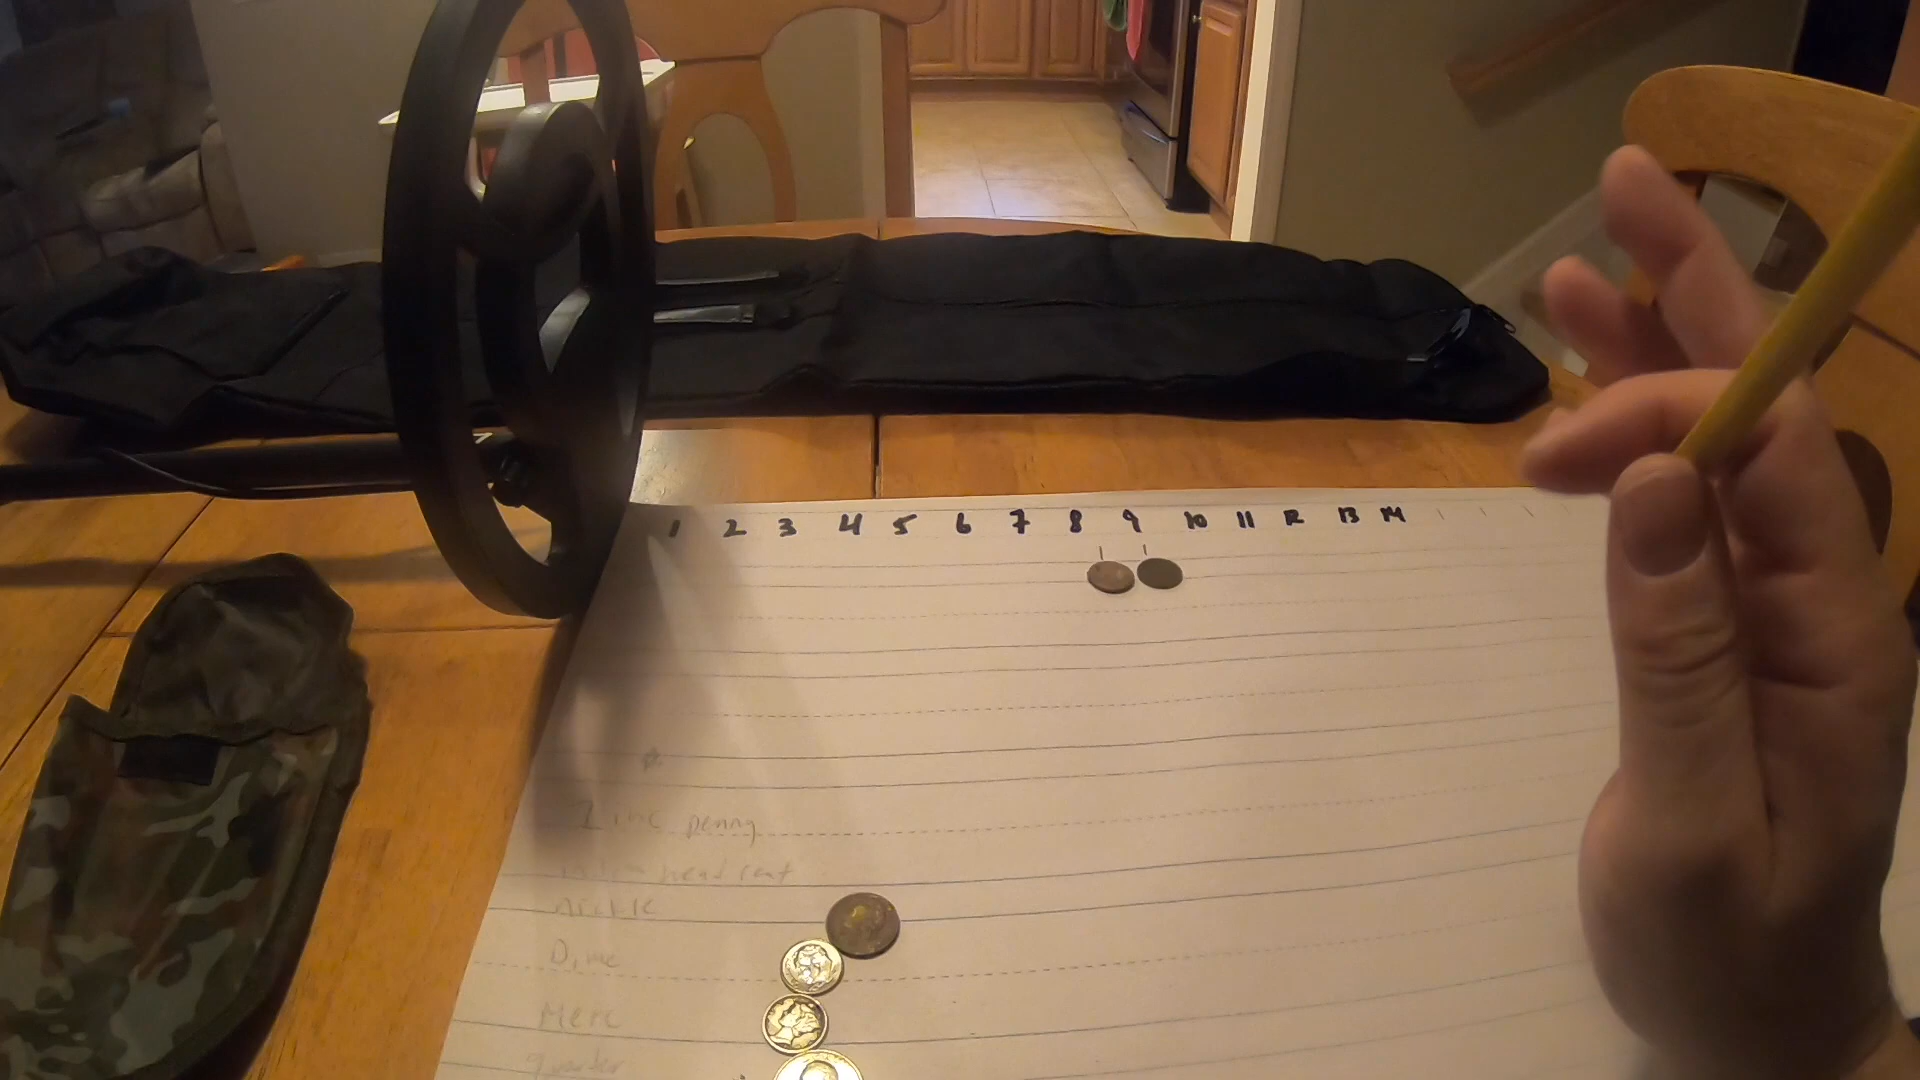 1 2 3 4 5 6 7 8 9 10 11 12 13 14
Zinc penny
head cent
nickle
Dime
Merc
quarter